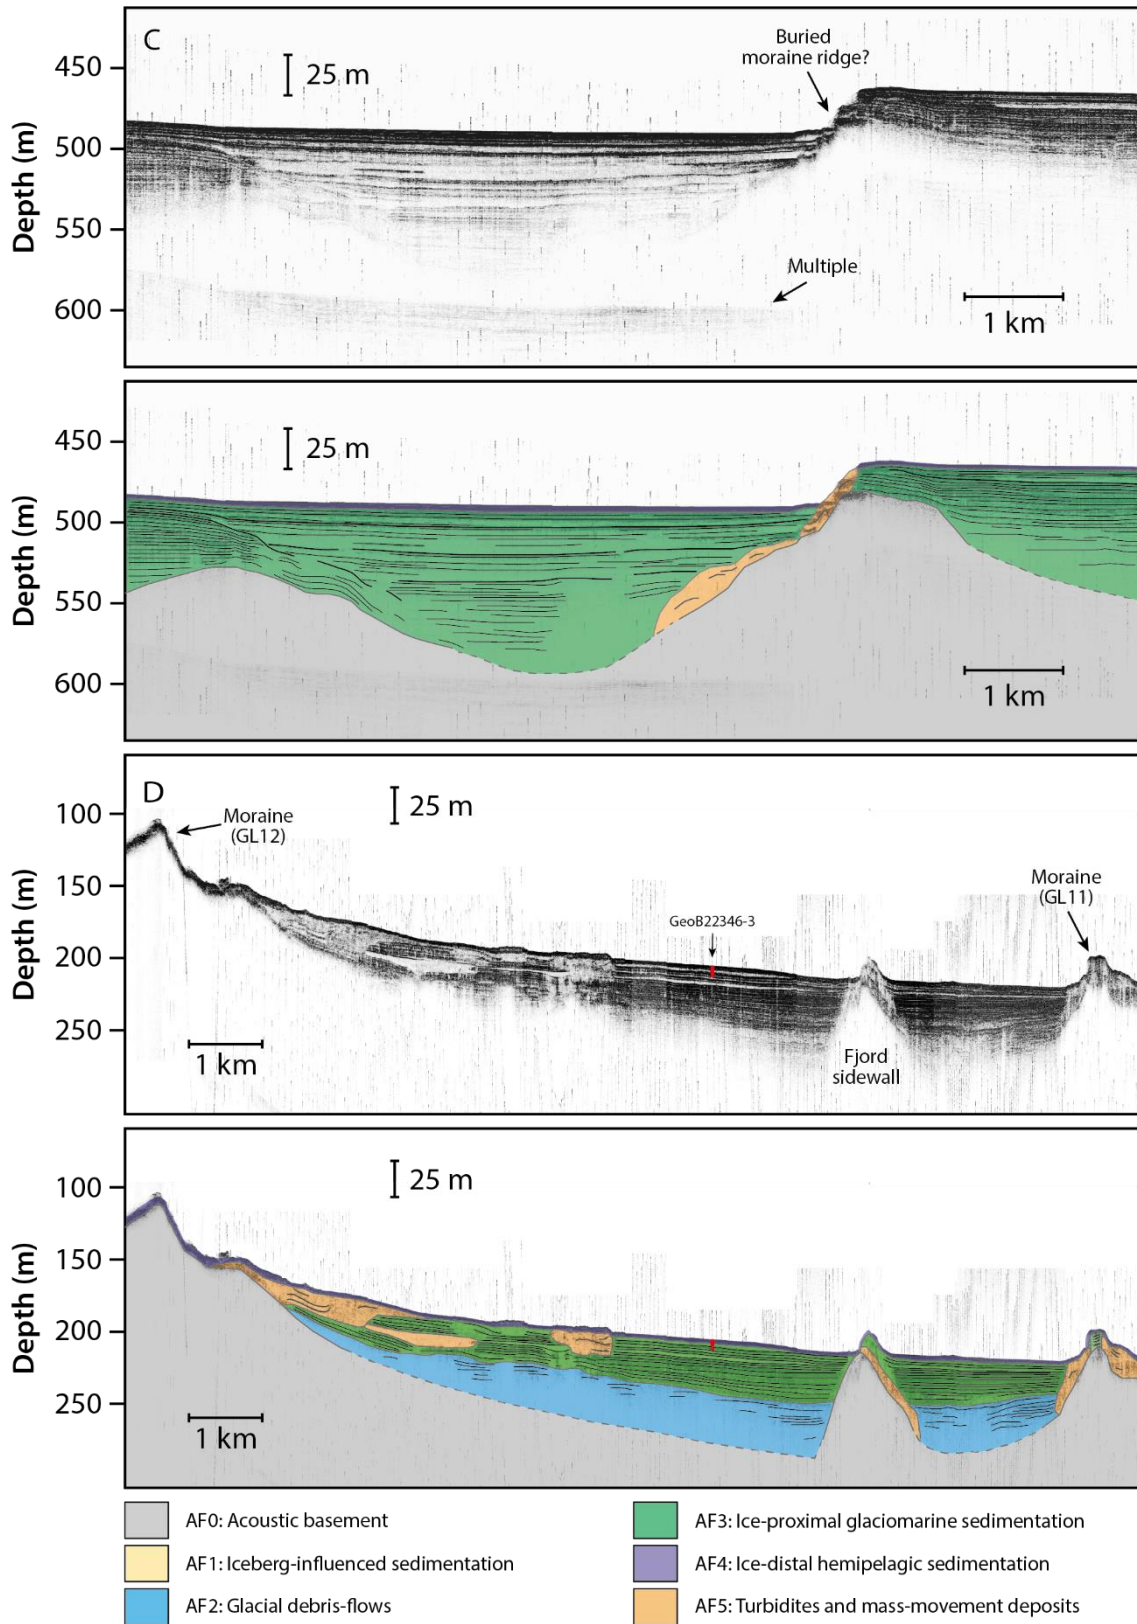 C
25 m
Buried
moraine ridge?
Multiple
1 km
Depth (m)
450
500
550
600
25 m
1 km
Depth (m)
450
500
550
600
D
25 m
Moraine
(GL12)
GeoB22346-3
Moraine
(GL11)
Fjord
sidewall
1 km
Depth (m)
100
150
200
250
25 m
1 km
Depth (m)
100
150
200
250
AF0: Acoustic basement
AF1: Iceberg-influenced sedimentation
AF2: Glacial debris-flows
AF3: Ice-proximal glaciomarine sedimentation
AF4: Ice-distal hemipelagic sedimentation
AF5: Turbidites and mass-movement deposits